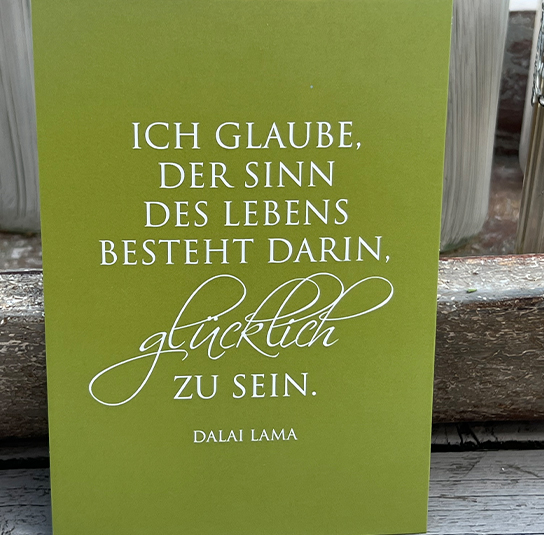 ICH GLAUBE,
DER SINN
DES LEBENS
BESTEHT DARIN,
glücklich
ZU SEIN.
DALAI LAMA